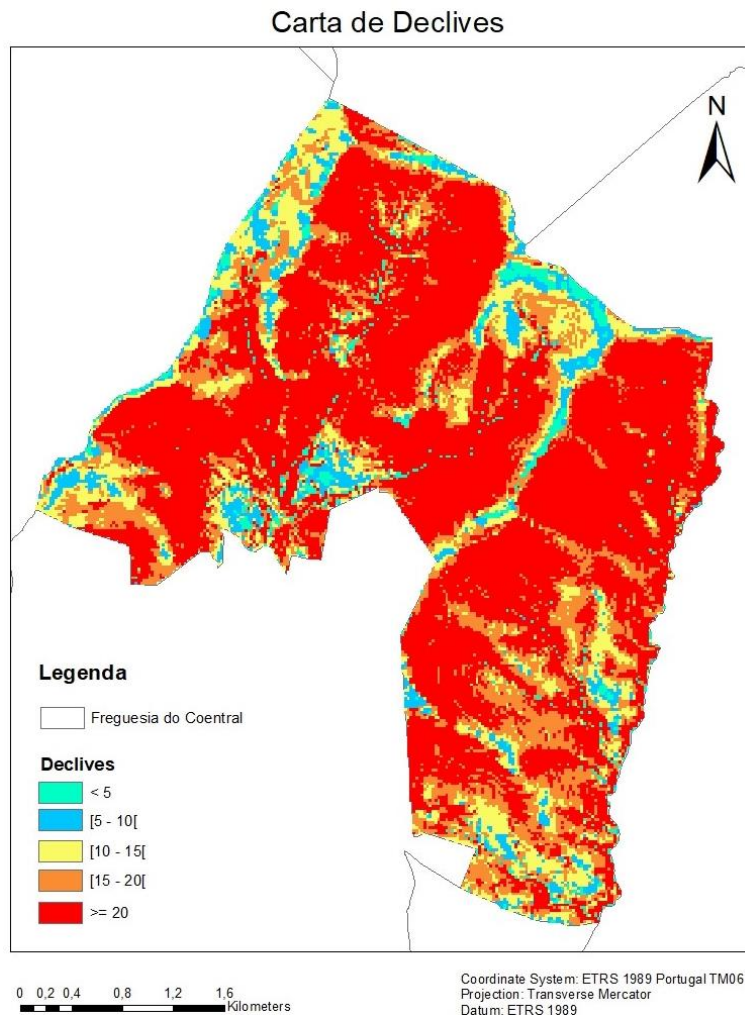 Carta de Declives
N
Legenda
Freguesia do Coentral
Declives
< 5
[5 - 10[
[10 - 15[
[15 - 20[
>= 20
0 0,2 0,4 0,8 1,2 1,6
Kilometers
Coordinate System: ETRS 1989 Portugal TM06
Projection: Transverse Mercator
Datum: ETRS 1989